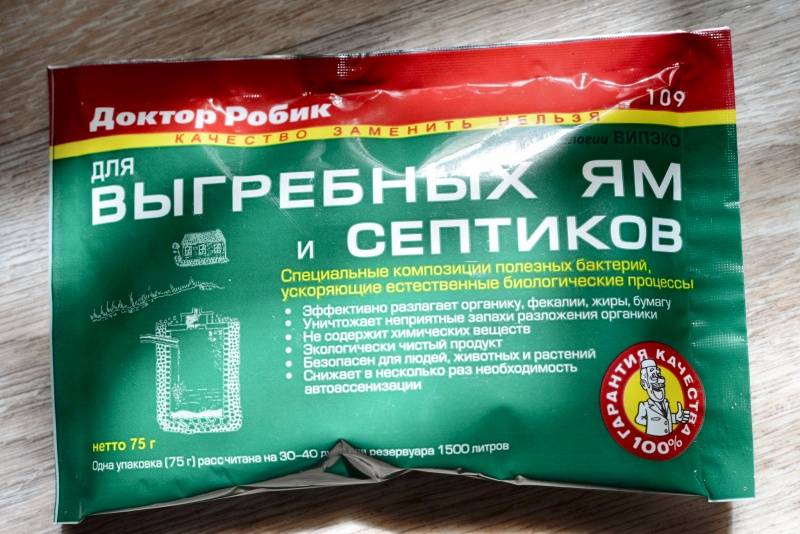 109
Доктор Робик
КАЧЕСТВО ЗАМЕНИТЬ НЕЛЬЗЯ
ВИПЭКО
для
ВЫГРЕБНЫХ ЯМ
и СЕПТИКОВ
Специальные композиции полезных бактерий,
ускоряющие естественные биологические процессы
• Эффективно разлагает органику, фекалии, жиры, бумагу
• Уничтожает неприятные запахи разложения органики
• Не содержит химических веществ
• Экологически чистый продукт
• Безопасен для людей, животных и растений
• Снижает в несколько раз необходимость
автоассенизации
ГАРАНТИЯ КАЧЕСТВА
100%
нетто 75 г
Одна упаковка (75 г) рассчитана на 30-40 резервуара 1500 литров